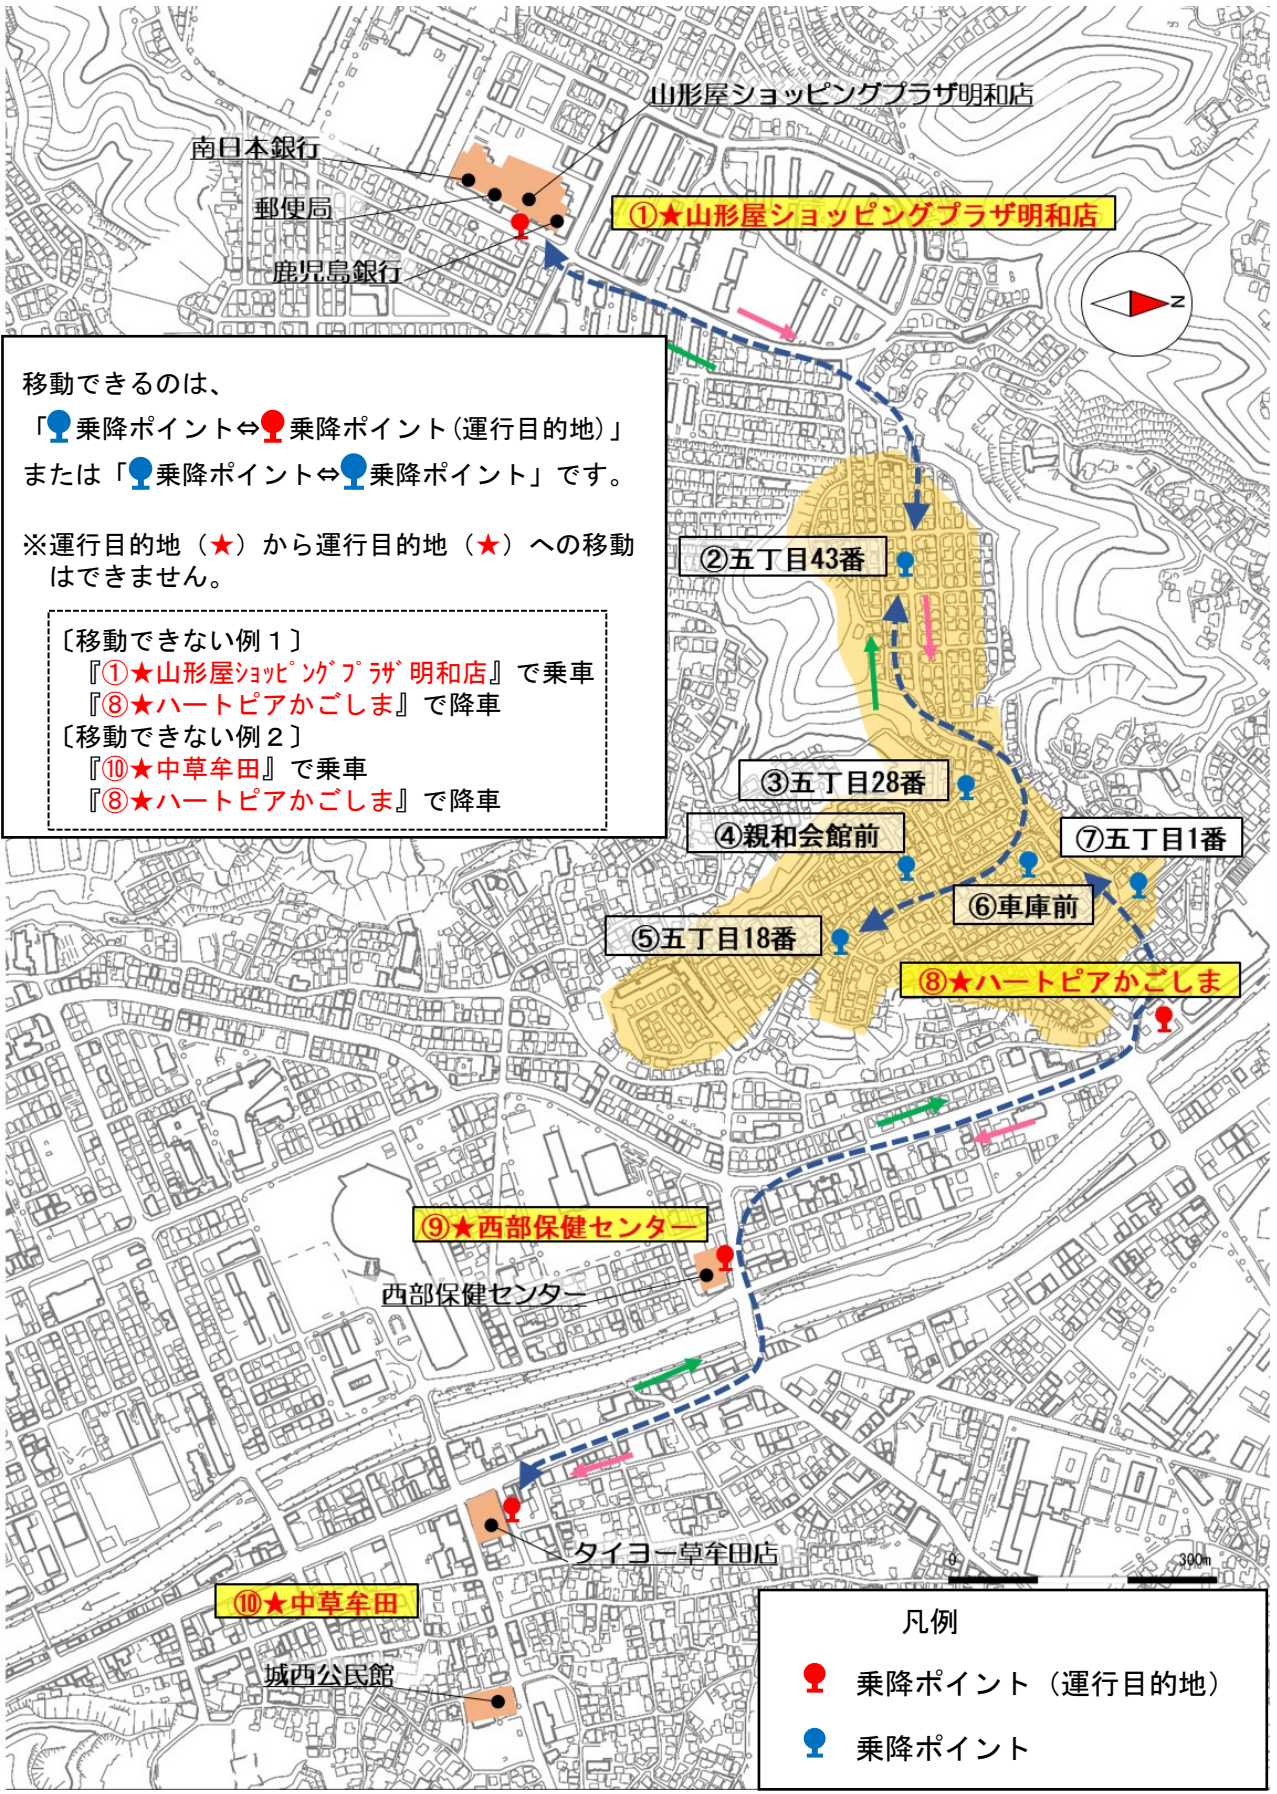 山形屋ショッピングプラザ明和店
南日本銀行
郵便局
①★山形屋ショッピングプラザ明和店
鹿児島銀行
N
移動できるのは、
「乗降ポイント⇔乗降ポイント(運行目的地)」
または「乗降ポイント⇔乗降ポイント」です。
※運行目的地（★）から運行目的地（★）への移動
はできません。
〔移動できない例１〕
『①★山形屋ｼｮｯﾋﾟﾝｸﾞﾌﾟﾗｻﾞ明和店』で乗車
『⑧★ハートピアかごしま』で降車
〔移動できない例２〕
『⑩★中草牟田』で乗車
『⑧★ハートピアかごしま』で降車
②五丁目43番
③五丁目28番
④親和会館前
⑦五丁目1番
⑥車庫前
⑤五丁目18番
⑧★ハートピアかごしま
⑨★西部保健センター
西部保健センター
タイヨー草牟田店
0 300m
⑩★中草牟田
城西公民館
凡例
乗降ポイント（運行目的地）
乗降ポイント